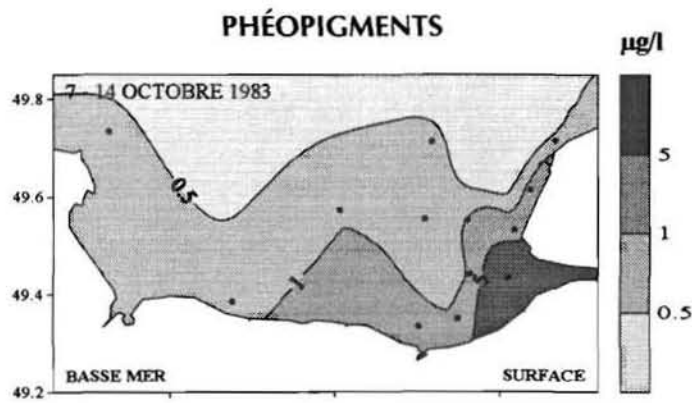 PHÉOPIGMENTS
µg/l
7 - 14 OCTOBRE 1983
49.8
49.6
49.4
49.2
0.5
1
5
5
1
0.5
BASSE MER
SURFACE